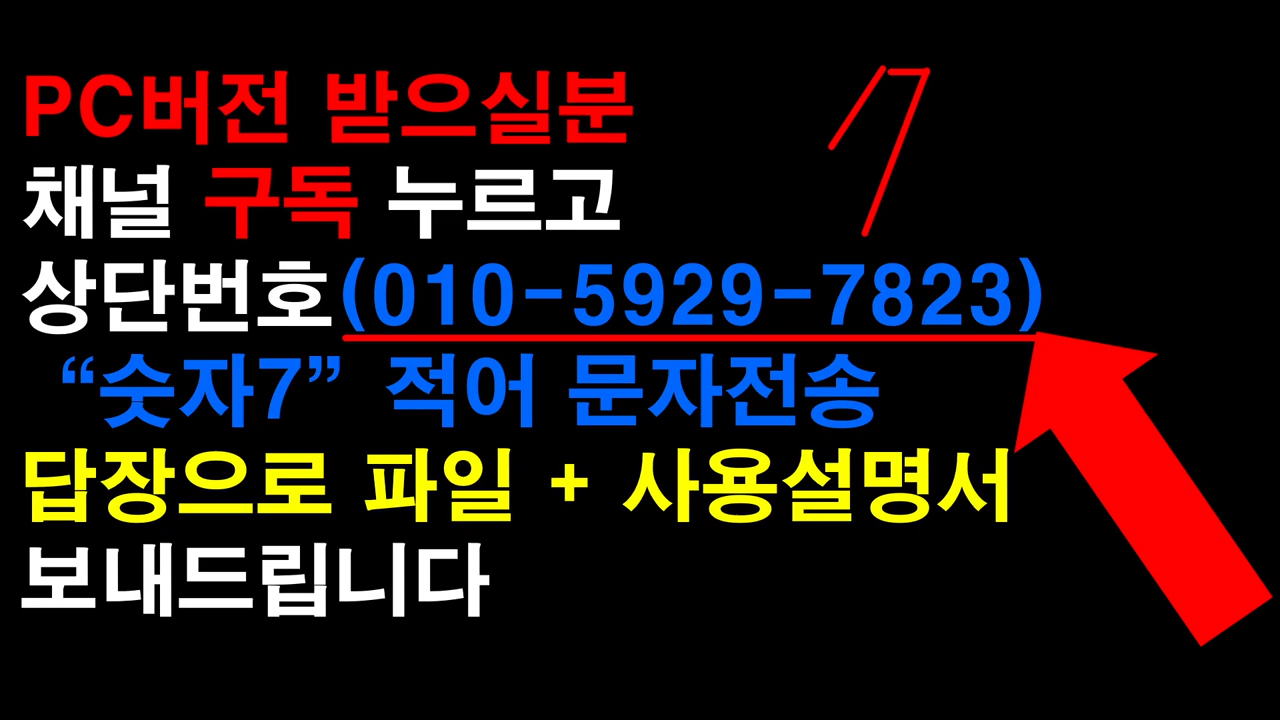 7
PC버전 받으실분
채널 구독 누르고
상단번호(010-5929-7823)
“숫자7” 적어 문자전송
답장으로 파일 + 사용설명서
보내드립니다